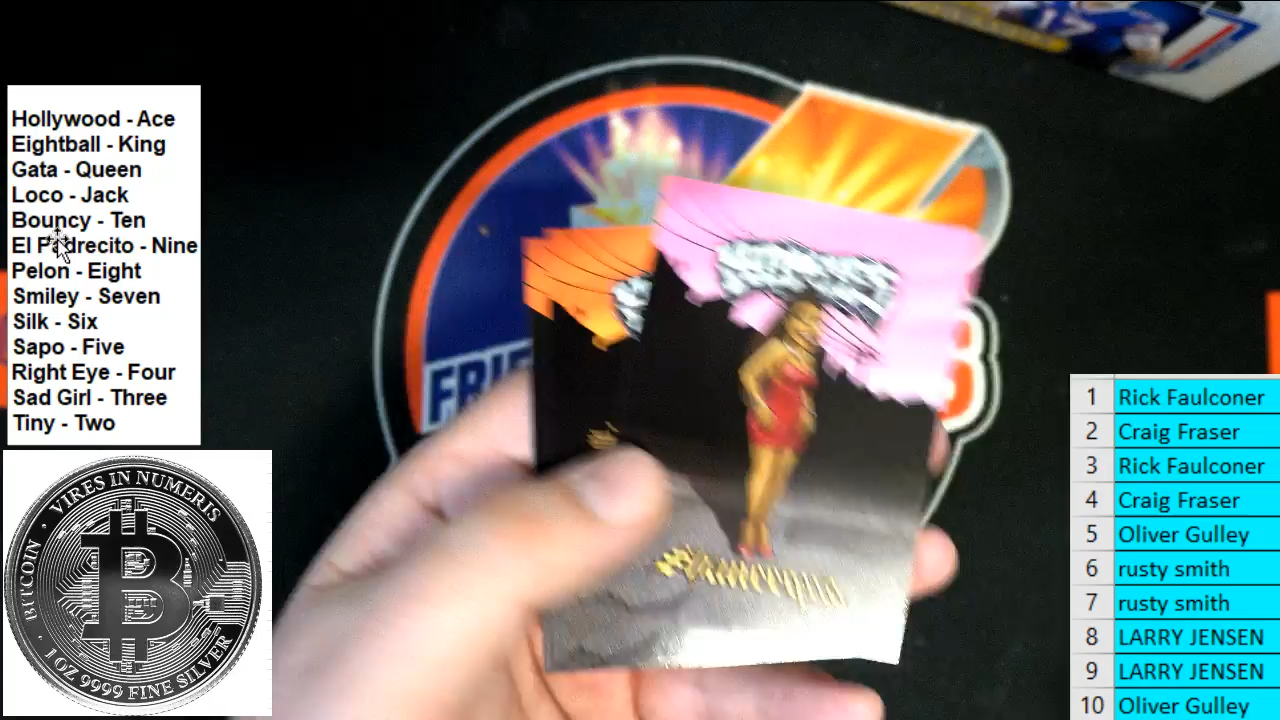 Hollywood - Ace
Eightball - King
Gata - Queen
Loco - Jack
Bouncy - Ten
El Padrecito - Nine
Pelon - Eight
Smiley - Seven
Silk - Six
Sapo - Five
Right Eye - Four
Sad Girl - Three
Tiny - Two
VIRES IN NUMERIS
BITCOIN
1 OZ 9999 FINE SILVER
17
1 Rick Faulconer
2 Craig Fraser
3 Rick Faulconer
4 Craig Fraser
5 Oliver Gulley
6 rusty smith
7 rusty smith
8 LARRY JENSEN
9 LARRY JENSEN
10 Oliver Gulley